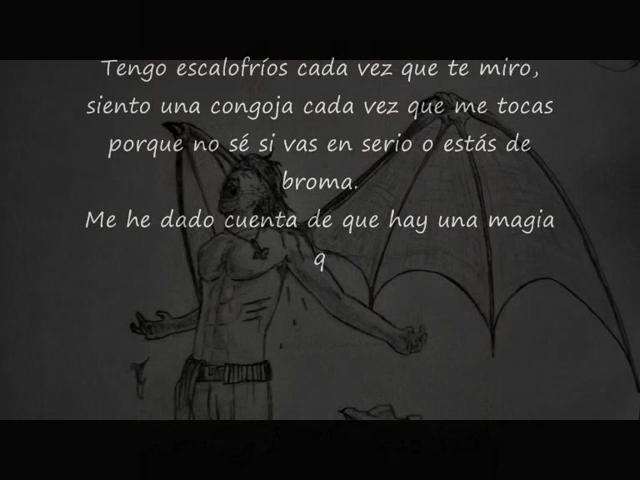 Tengo escalofríos cada vez que te miro,
siento una congoja cada vez que me tocas
porque no sé si vas en serio o estás de
broma.
Me he dado cuenta de que hay una magia
q